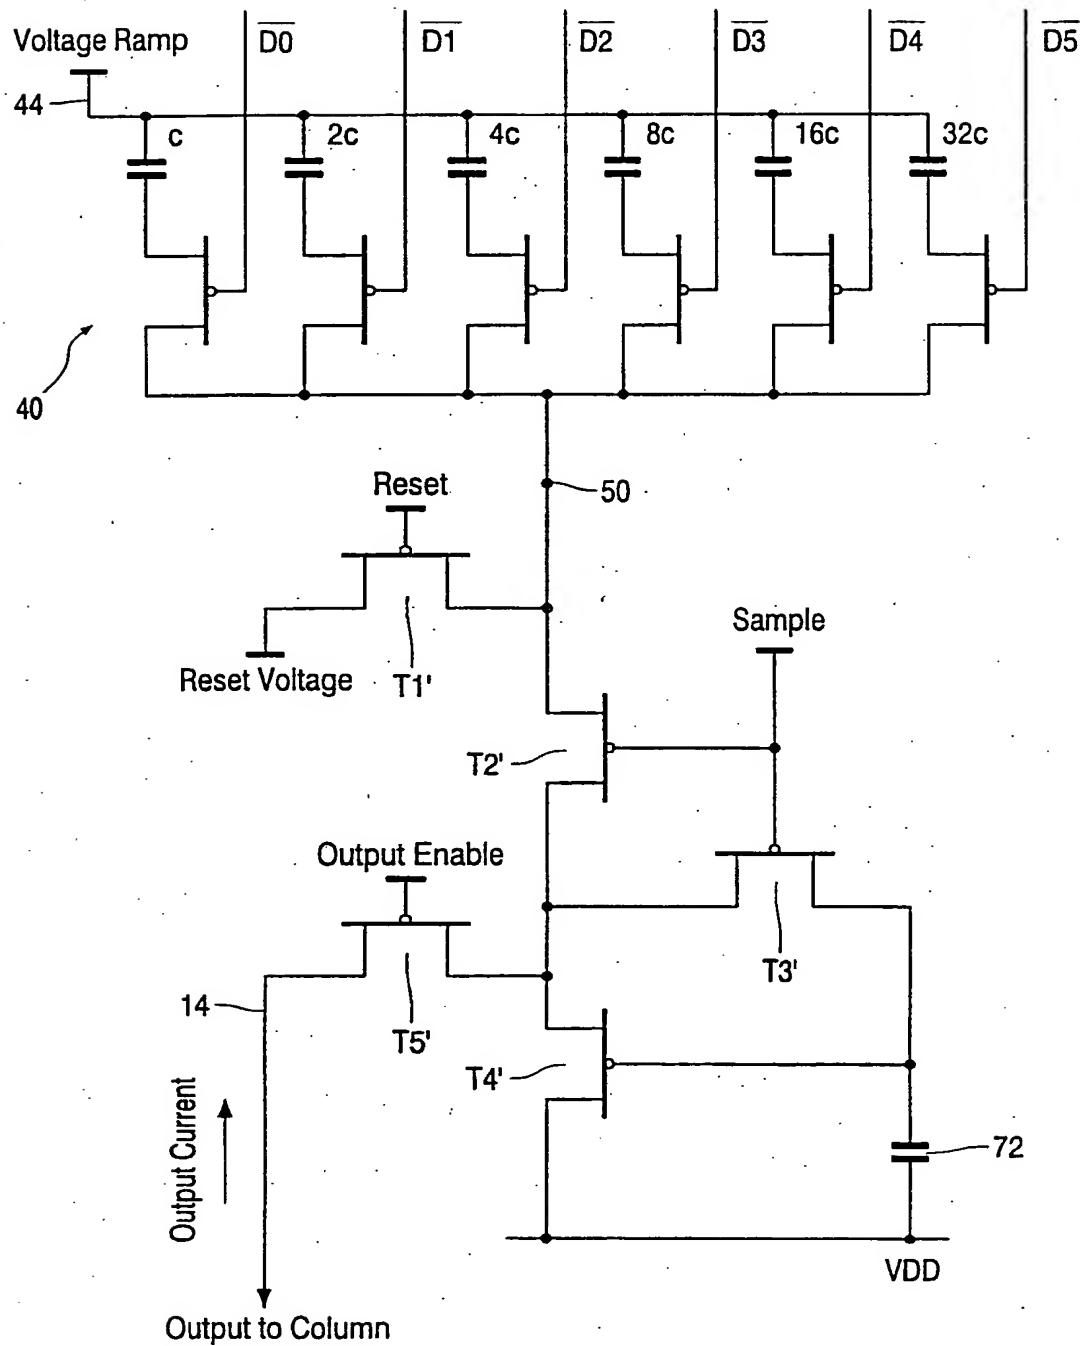 D0 D1 D2 D3 D4 D5
Voltage Ramp
44
c 2c 4c 8c 16c 32c
40
50
Reset
Reset Voltage
T1'
Sample
T2'
Output Enable
T3'
14
T5'
T4'
Output Current
72
VDD
Output to Column